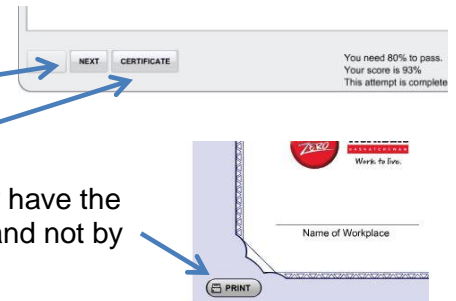 NEXT CERTIFICATE
You need 80% to pass.
Your score is 93%
This attempt is complete
ZERO
SASKATCHEWAN
Work to live.
have the
and not by
Name of Workplace
PRINT